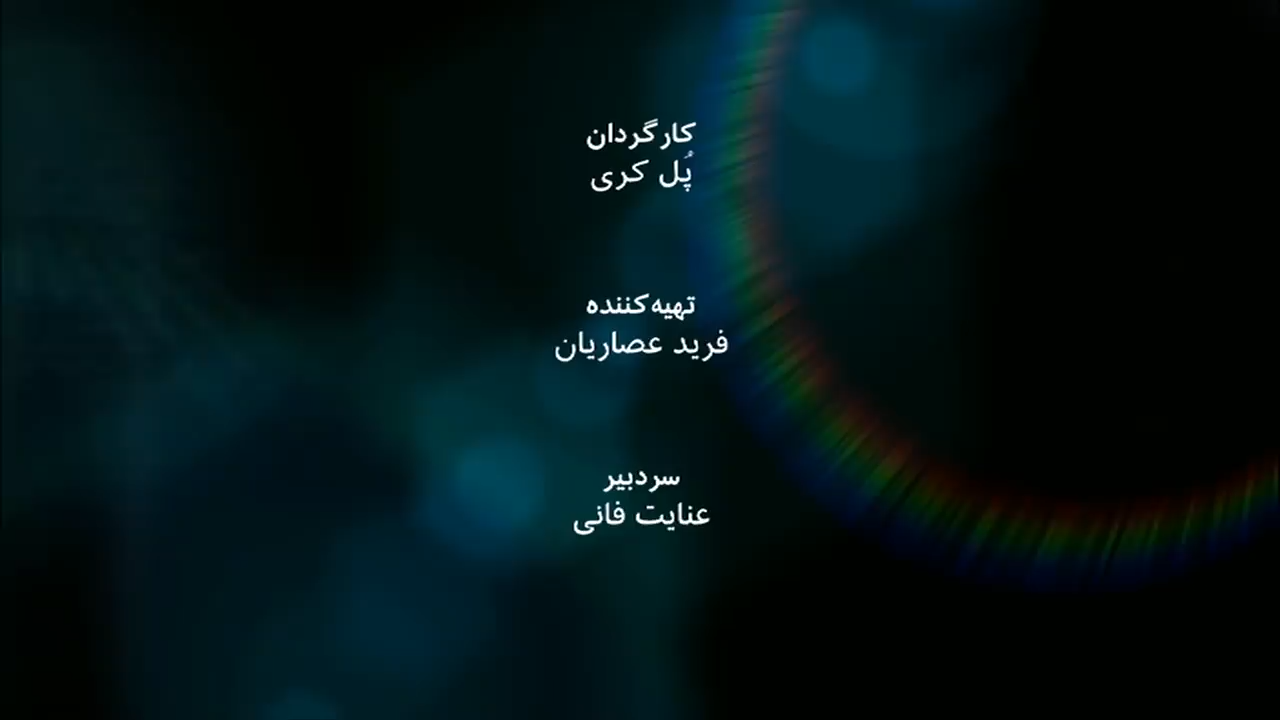 کارگردان
پُل کری
تهیه‌کننده
فرید عصاریان
سردبیر
عنایت فانی